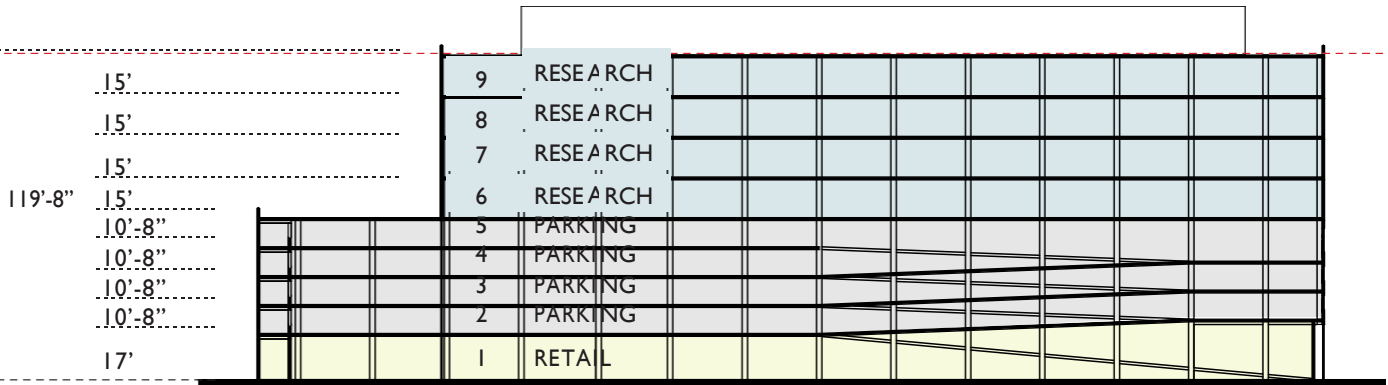 15’ 9 RESEARCH
15’ 8 RESEARCH
15’ 7 RESEARCH
119’-8” 15’ 6 RESEARCH
10’-8” 5 PARKING
10’-8” 4 PARKING
10’-8” 3 PARKING
10’-8” 2 PARKING
17’ 1 RETAIL